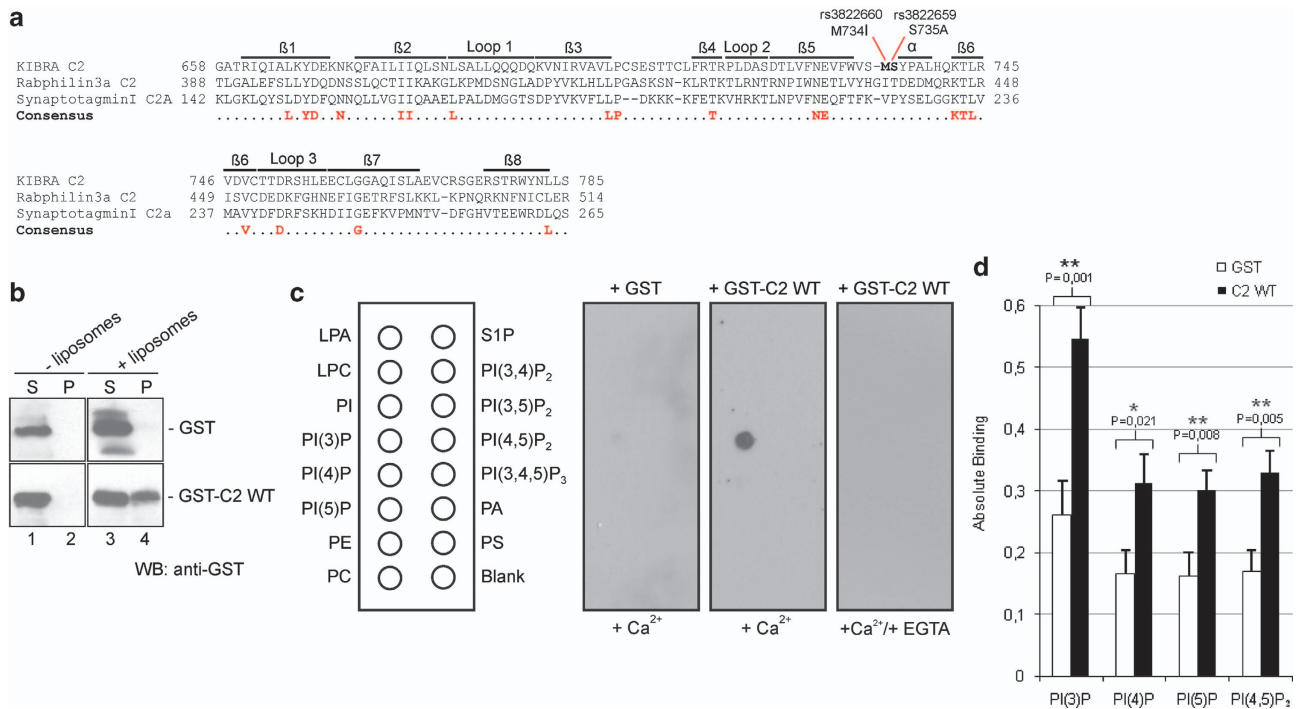 a
rs3822660 rs3822659
M734I S735A
ß1 ß2 Loop 1 ß3 ß4 Loop 2 ß5 α ß6
KIBRA C2 658 GATRIQIALKYDEKNKQFAILIIQLSNLSALLQQQDQKVNIRVAVLPCSESTTCLFRTRPLDASDTLVFNEVFWVS-MSYPALHQKTLR 745
Rabphilin3a C2 388 TLGALEFSLLYDQDNSSLQCTIIKAKGLKPMDSNGLADPYVKLHLLPGASKSN-KLRTKTLRNTRNPVWNETLVYHGITDEDMQRKTLR 448
SynaptotagminI C2A 142 KLGKLQYSLDYDFQNNQLLVGIIQAAELPALDMGGTSDPYVKVFLLP--DKKK-KFETKVHRKTLNPVFNEQFTFK-VPYSELGGKTLV 236
Consensus .........L.YD..N......II...L.................LP..........T...........NE..............KTL.
ß6 Loop 3 ß7 ß8
KIBRA C2 746 VDVCTTDRSHLEECLGGAQISLAEVCRSGERSTRWYNLLS 785
Rabphilin3a C2 449 ISVCDEDKFGHNEFIGETRFSLKKL-KPNQRKNFNICLER 514
SynaptotagminI C2a 237 MAVYDFDRFSKHDIIGEFKVPMNTV-DFGHVTEEWRDLQS 265
Consensus ..V...D........G.....................L..
b
- liposomes + liposomes
S P S P
- GST
- GST-C2 WT
1 2 3 4
WB: anti-GST
c
+ GST + GST-C2 WT + GST-C2 WT
LPA S1P
LPC PI(3,4)P2
PI PI(3,5)P2
PI(3)P PI(4,5)P2
PI(4)P PI(3,4,5)P3
PI(5)P PA
PE PS
PC Blank
+ Ca2+ + Ca2+ +Ca2+/+ EGTA
d
GST
C2 WT
**
P=0,001
*
P=0,021
**
P=0,008
**
P=0,005
Absolute Binding
0,6
0,5
0,4
0,3
0,2
0,1
0
PI(3)P PI(4)P PI(5)P PI(4,5)P2